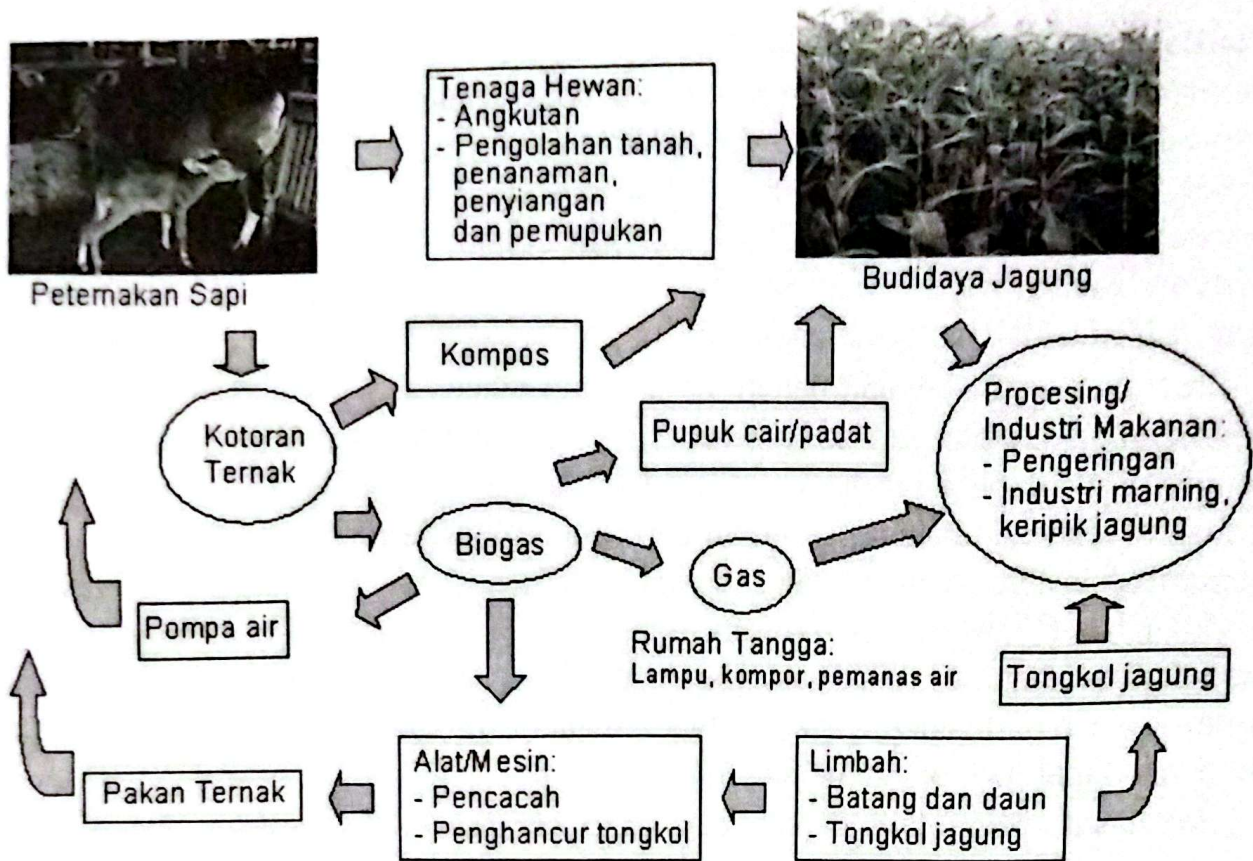 Tenaga Hewan:
- Angkutan
- Pengolahan tanah,
penanaman,
penyiangan
dan pemupukan
Peternakan Sapi
Budidaya Jagung
Kompos
Kotoran
Ternak
Pupuk cair/padat
Procesing/
Industri Makanan:
- Pengeringan
- Industri marning,
keripik jagung
Biogas
Gas
Pompa air
Rumah Tangga:
Lampu, kompor, pemanas air
Tongkol jagung
Pakan Ternak
Alat/Mesin:
- Pencacah
- Penghancur tongkol
Limbah:
- Batang dan daun
- Tongkol jagung